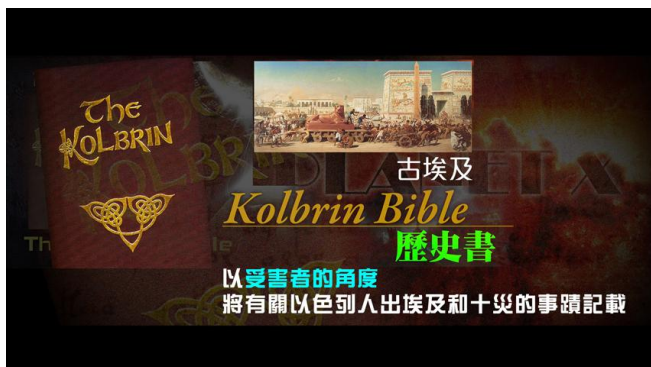 The
KOLBRIN
古埃及
PLANET X
Kolbrin Bible
歷史書
以受害者的角度
將有關以色列人出埃及和十災的事蹟記載